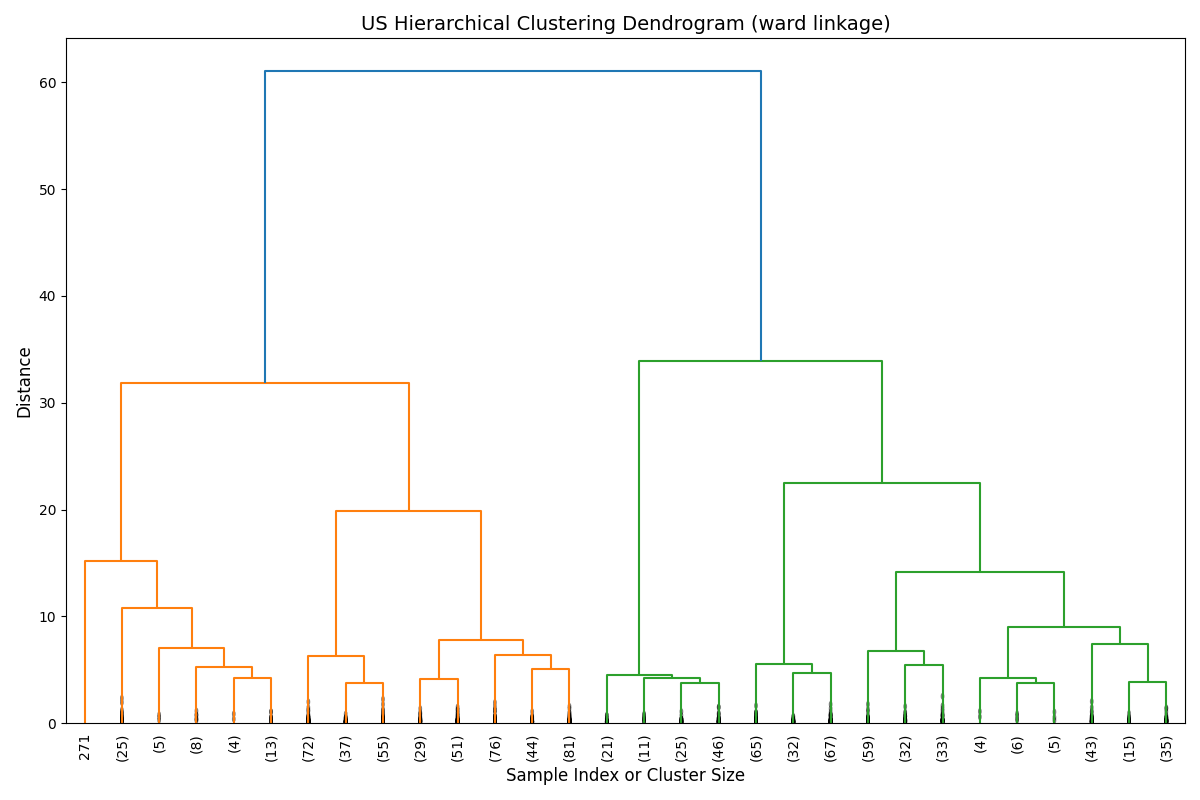 US Hierarchical Clustering Dendrogram (ward linkage)
60
50
40
30
20
10
0
Distance
271 (25) (5) (8) (4) (13) (72) (37) (55) (29) (51) (76) (44) (81) (21) (11) (25) (46) (65) (32) (67) (59) (32) (33) (4) (6) (5) (43) (15) (35)
Sample Index or Cluster Size